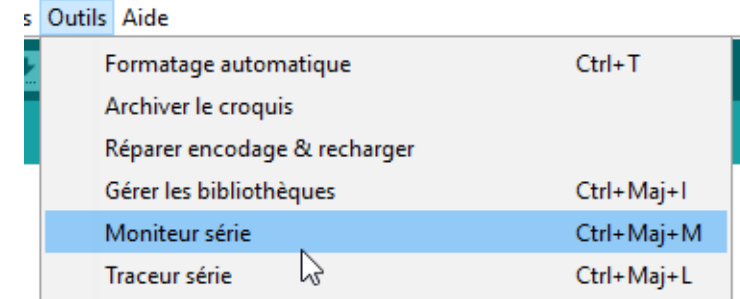 s Outils Aide
Formatage automatique Ctrl+T
Archiver le croquis
Réparer encodage & recharger
Gérer les bibliothèques Ctrl+Maj+I
Moniteur série Ctrl+Maj+M
Traceur série Ctrl+Maj+L